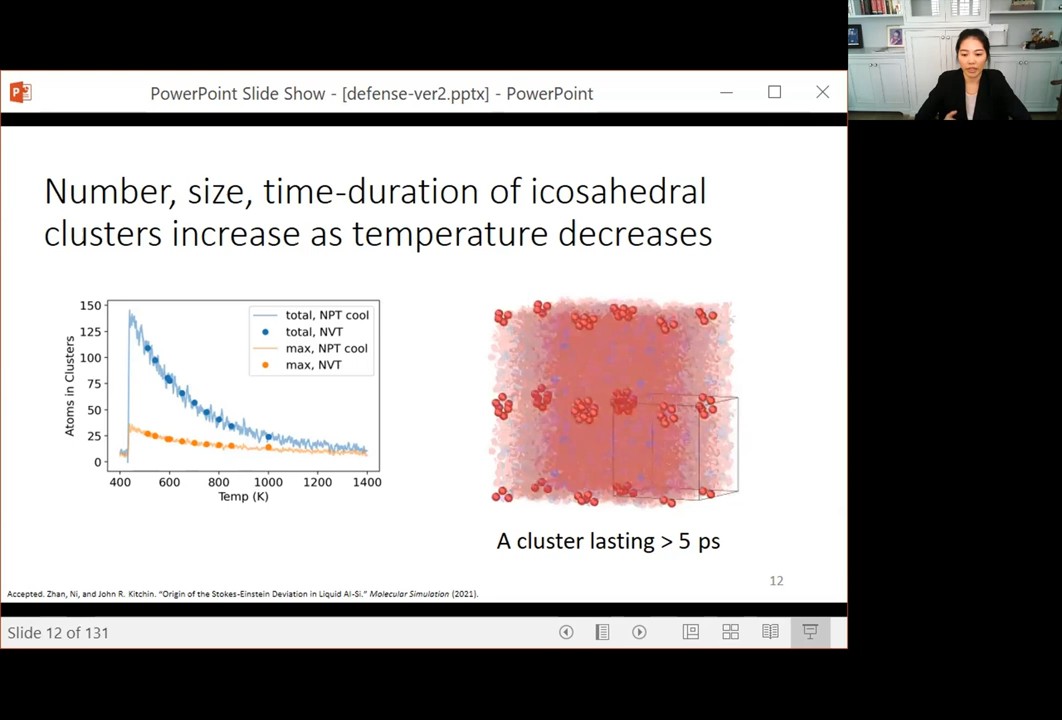 PowerPoint Slide Show - [defense-ver2.pptx] - PowerPoint
Number, size, time-duration of icosahedral
clusters increase as temperature decreases
150
125
100
75
50
25
0
Atoms in Clusters
400 600 800 1000 1200 1400
Temp (K)
total, NPT cool
total, NVT
max, NPT cool
max, NVT
A cluster lasting > 5 ps
12
Accepted. Zhan, Ni, and John R. Kitchin. "Origin of the Stokes-Einstein Deviation in Liquid Al-Si." Molecular Simulation (2021).
Slide 12 of 131